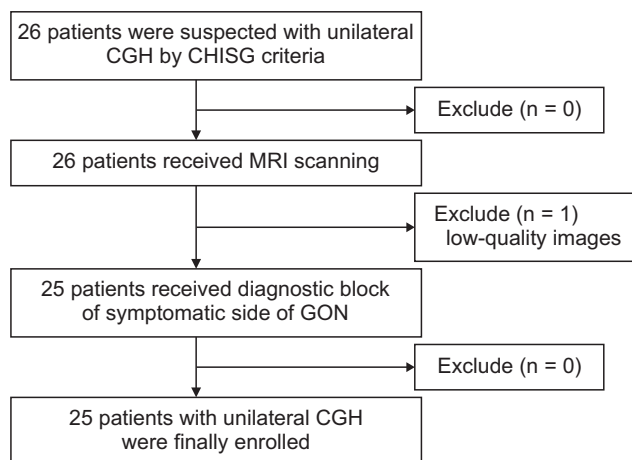 26 patients were suspected with unilateral
CGH by CHISG criteria
Exclude (n = 0)
26 patients received MRI scanning
Exclude (n = 1)
low-quality images
25 patients received diagnostic block
of symptomatic side of GON
Exclude (n = 0)
25 patients with unilateral CGH
were finally enrolled